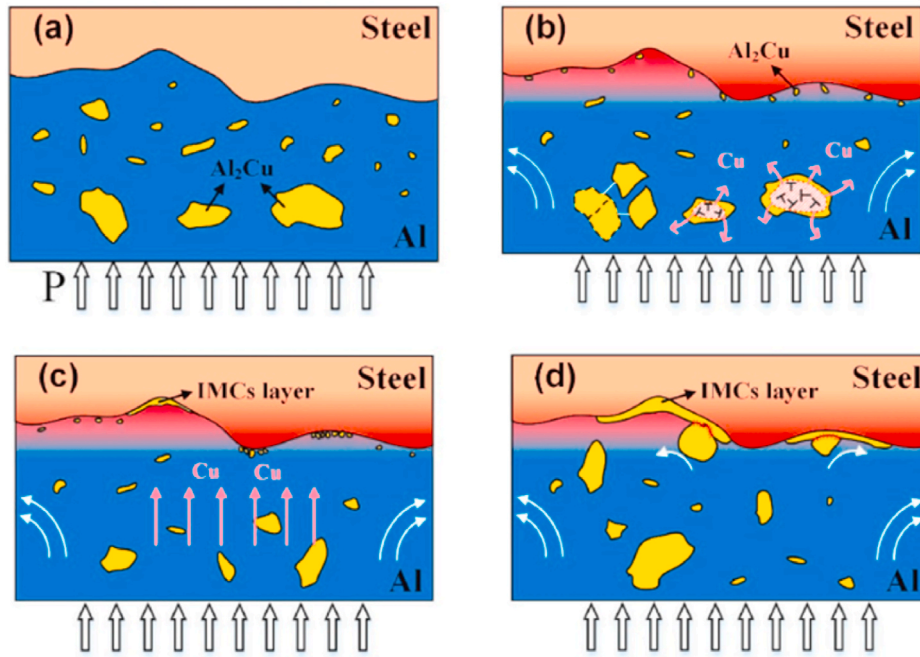 (a)
Steel
Al₂Cu
Al
P
(b)
Steel
Al₂Cu
Cu
Cu
Al
(c)
Steel
IMCs layer
Cu
Cu
Al
(d)
Steel
IMCs layer
Al